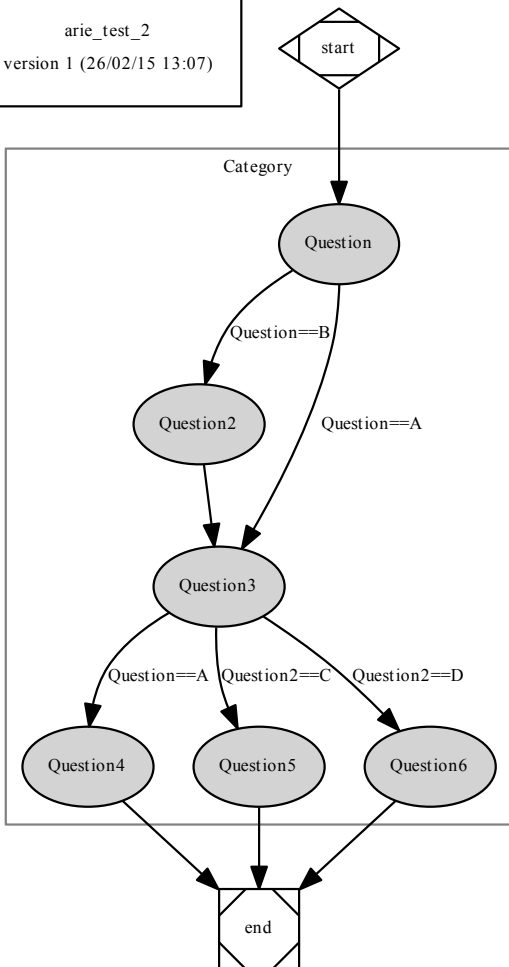 arie_test_2
version 1 (26/02/15 13:07)
start
Category
Question
Question==B
Question2
Question==A
Question3
Question==A
Question2==C
Question2==D
Question4
Question5
Question6
end